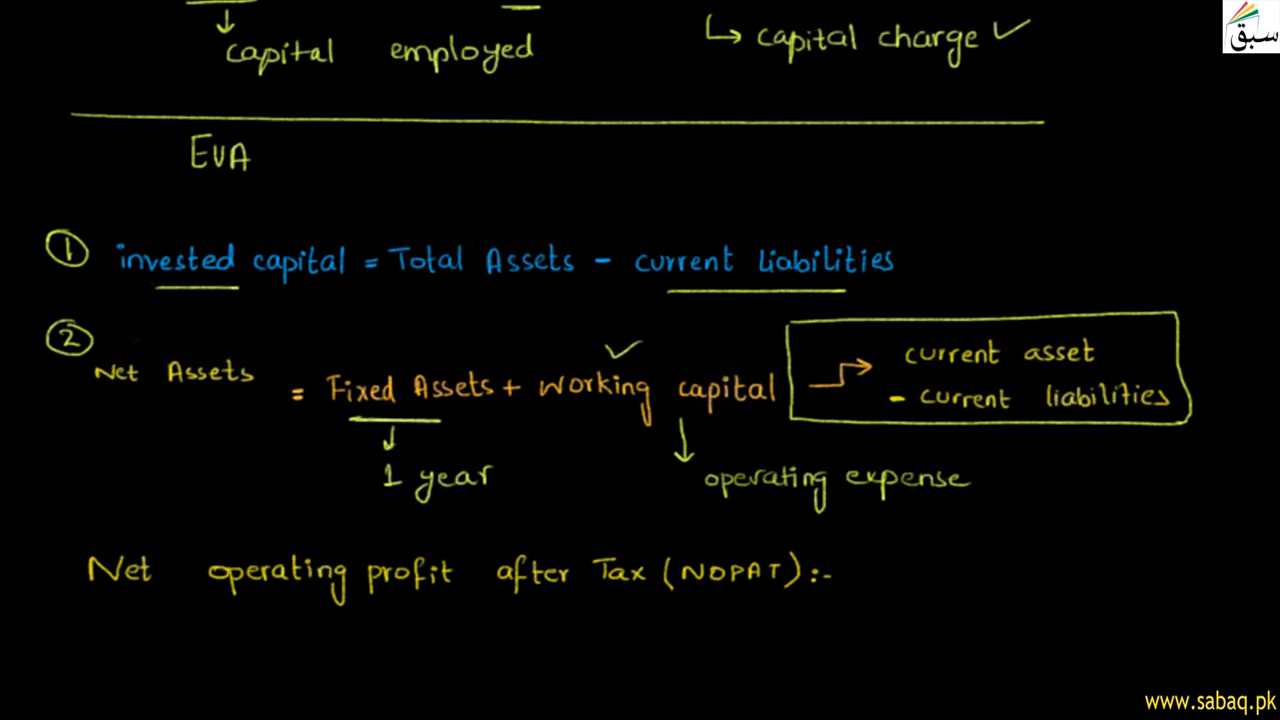 capital employed ↳ capital charge ✓
سبق
EVA
① invested capital = Total Assets - current liabilities
②
Net Assets = Fixed Assets + Working capital
current asset
- current liabilities
1 year
operating expense
Net operating profit after Tax (NOPAT):-
www.sabaq.pk